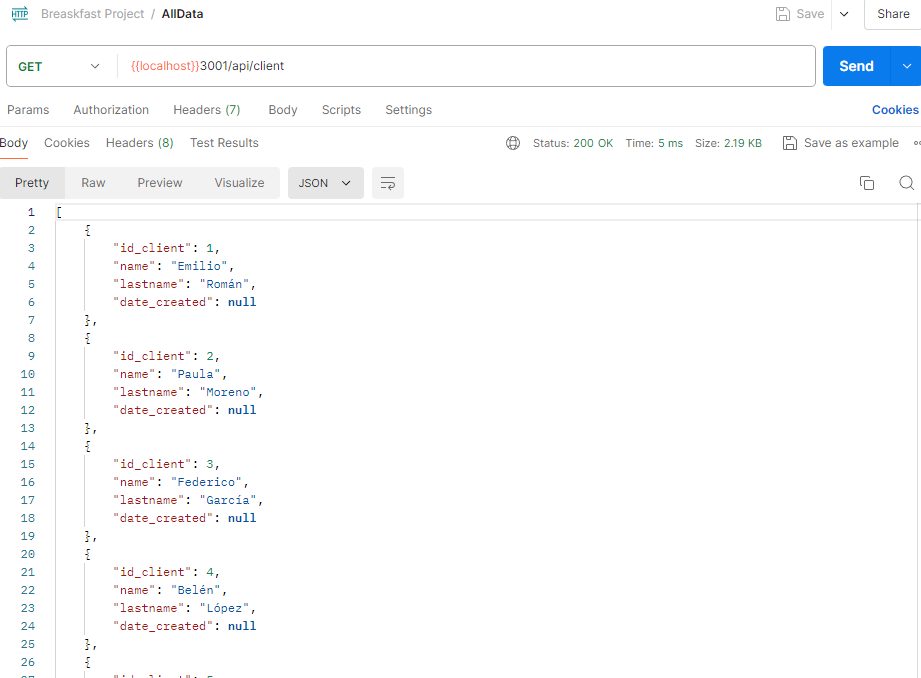 HTTP Breaskfast Project / AllData Save Share
GET {{localhost}}3001/api/client Send
Params Authorization Headers (7) Body Scripts Settings Cookies
Body Cookies Headers (8) Test Results Status: 200 OK Time: 5 ms Size: 2.19 KB Save as example
Pretty Raw Preview Visualize JSON
1 [
2 {
3 "id_client": 1,
4 "name": "Emilio",
5 "lastname": "Román",
6 "date_created": null
7 },
8 {
9 "id_client": 2,
10 "name": "Paula",
11 "lastname": "Moreno",
12 "date_created": null
13 },
14 {
15 "id_client": 3,
16 "name": "Federico",
17 "lastname": "García",
18 "date_created": null
19 },
20 {
21 "id_client": 4,
22 "name": "Belén",
23 "lastname": "López",
24 "date_created": null
25 },
26 {